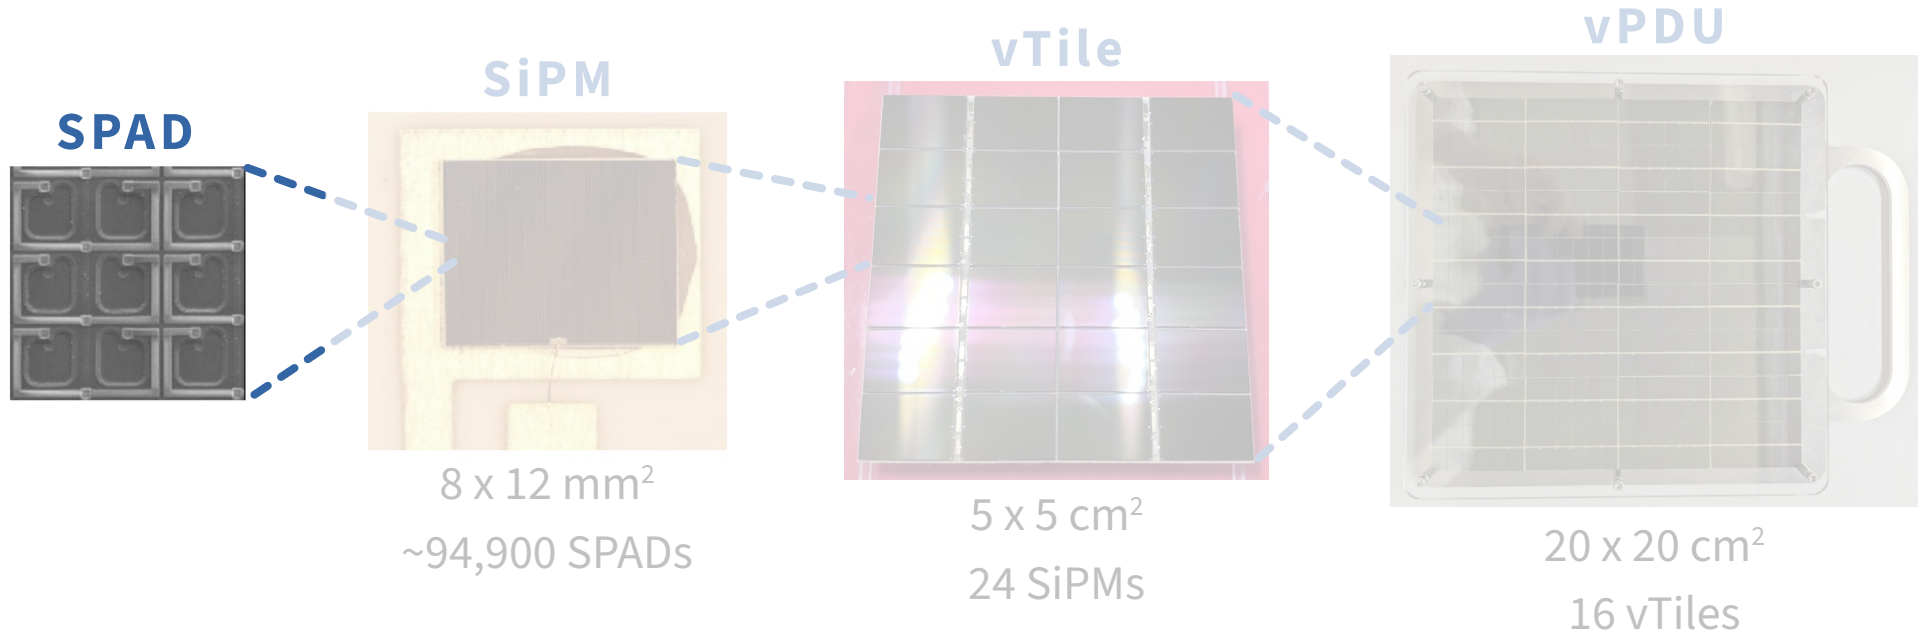 SPAD
SiPM
8 x 12 mm²
~94,900 SPADs
vTile
5 x 5 cm²
24 SiPMs
vPDU
20 x 20 cm²
16 vTiles